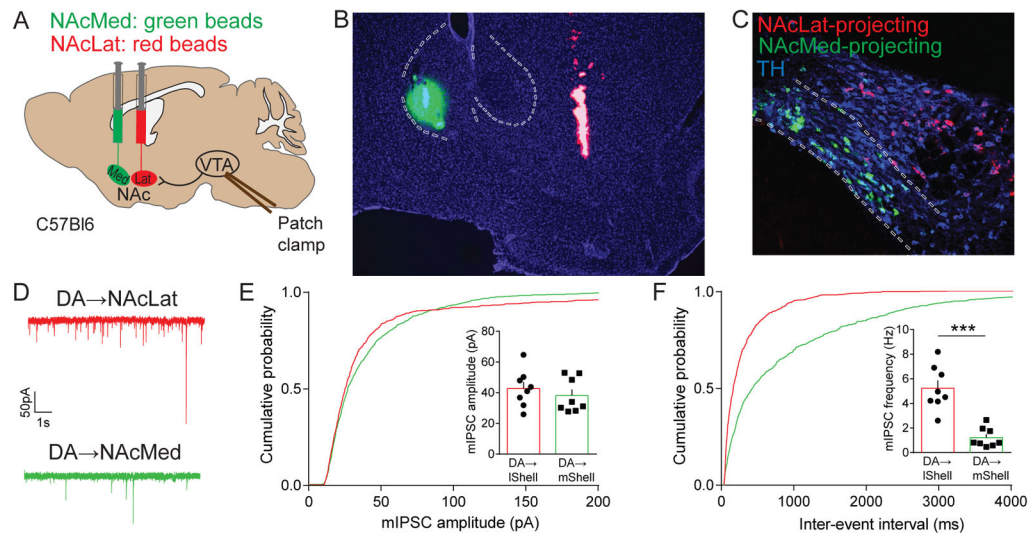 A
NAcMed: green beads
NAcLat: red beads
Med
Lat
NAc
VTA
C57Bl6
Patch
clamp
B
C
NAcLat-projecting
NAcMed-projecting
TH
D
DA→NAcLat
50pA
1s
DA→NAcMed
E
Cumulative probability
1.0
0.5
0.0
0
50
100
150
200
mIPSC amplitude (pA)
mIPSC amplitude (pA)
80
60
40
20
0
DA→
lShell
DA→
mShell
F
Cumulative probability
1.0
0.5
0.0
0
1000
2000
3000
4000
Inter-event interval (ms)
mIPSC frequency (Hz)
10
8
6
4
2
0
***
DA→
lShell
DA→
mShell